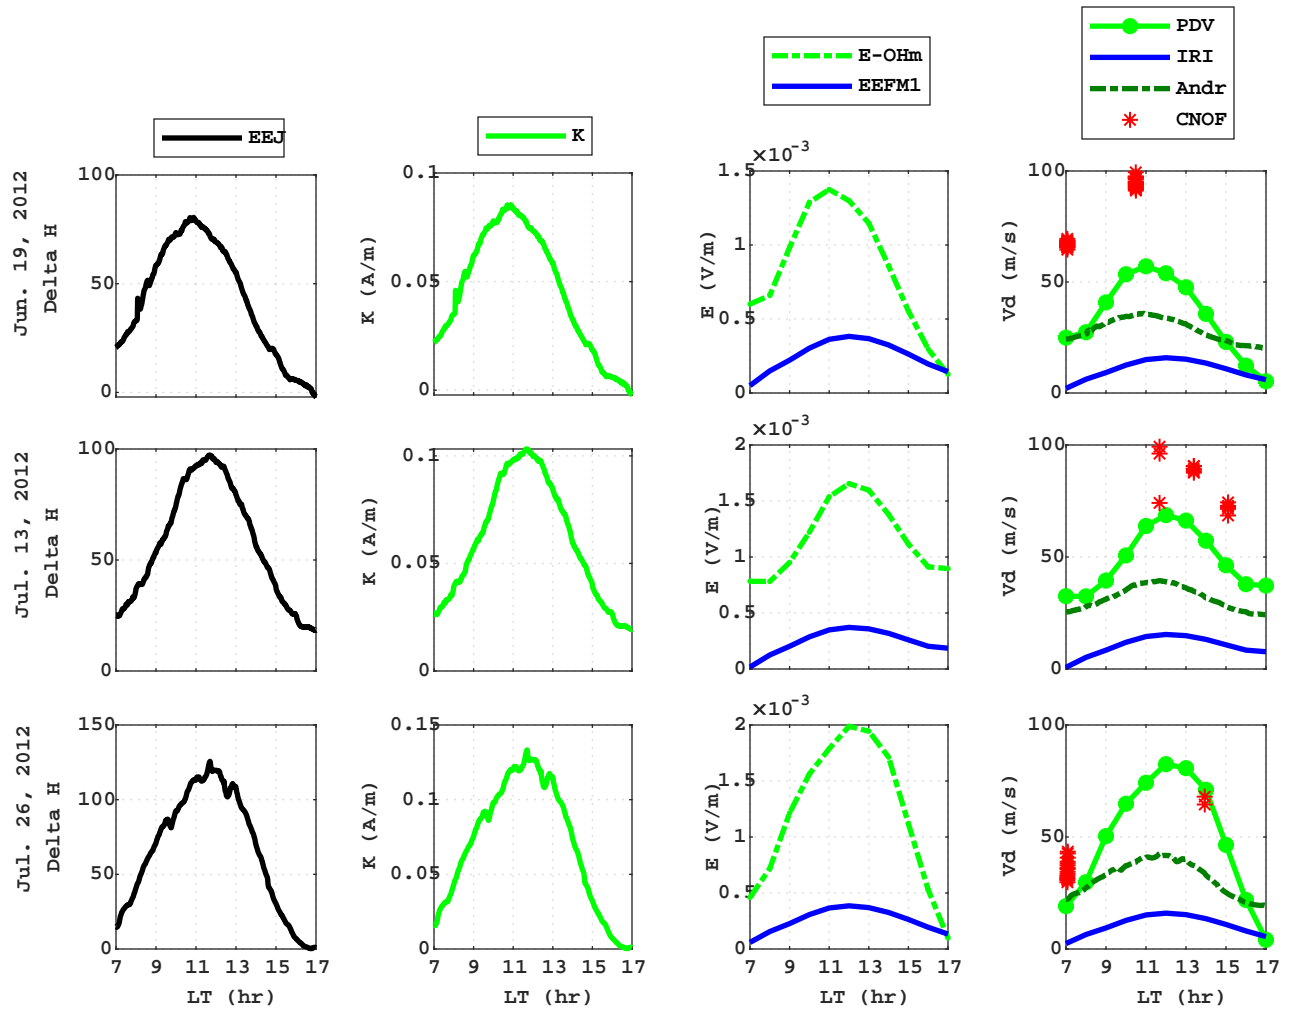 PDV
IRI
Andr
CNOF
E-OHm
EEFM1
EEJ
K
Jun. 19, 2012
Delta H
100
50
0
K (A/m)
0.1
0.05
0
E (V/m)
×10-3
1.5
1
0.5
0
Vd (m/s)
100
50
0
Jul. 13, 2012
Delta H
100
50
0
K (A/m)
0.1
0.05
0
E (V/m)
×10-3
2
1.5
1
0.5
0
Vd (m/s)
100
50
0
Jul. 26, 2012
Delta H
150
100
50
0
7 9 11 13 15 17
LT (hr)
K (A/m)
0.15
0.1
0.05
0
7 9 11 13 15 17
LT (hr)
E (V/m)
×10-3
2
1.5
1
0.5
0
7 9 11 13 15 17
LT (hr)
Vd (m/s)
100
50
0
7 9 11 13 15 17
LT (hr)